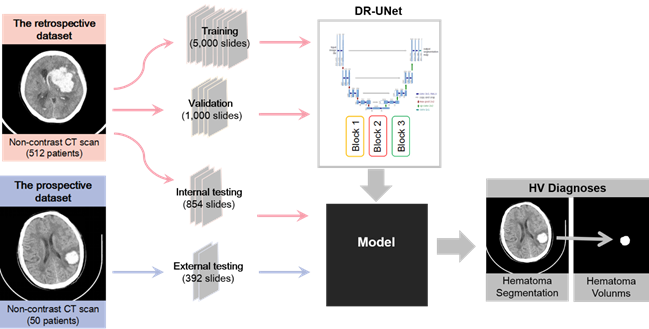 The retrospective
dataset
Non-contrast CT scan
(512 patients)
The prospective
dataset
Non-contrast CT scan
(50 patients)
Training
(5,000 slides)
Validation
(1,000 slides)
Internal testing
(854 slides)
External testing
(392 slides)
DR-UNet
Block 1
Block 2
Block 3
Model
HV Diagnoses
Hematoma
Segmentation
Hematoma
Volunms